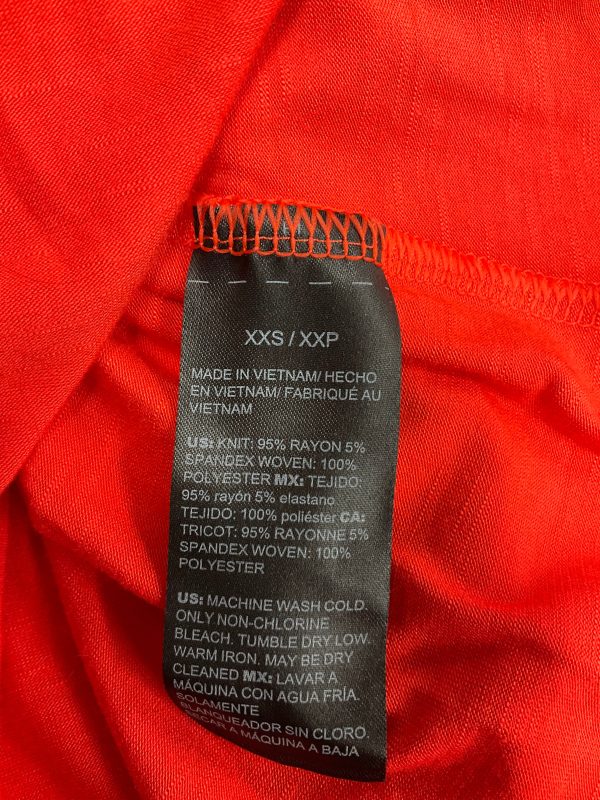 XXS / XXP
MADE IN VIETNAM/ HECHO
EN VIETNAM/ FABRIQUÉ AU
VIETNAM
US: KNIT: 95% RAYON 5%
SPANDEX WOVEN: 100%
POLYESTER MX: TEJIDO:
95% rayón 5% elastano
TEJIDO: 100% poliéster CA:
TRICOT: 95% RAYONNE 5%
SPANDEX WOVEN: 100%
POLYESTER
US: MACHINE WASH COLD.
ONLY NON-CHLORINE
BLEACH. TUMBLE DRY LOW.
WARM IRON. MAY BE DRY
CLEANED MX: LAVAR A
MÁQUINA CON AGUA FRÍA.
SOLAMENTE
BLANQUEADOR SIN CLORO.
SECAR A MÁQUINA A BAJA